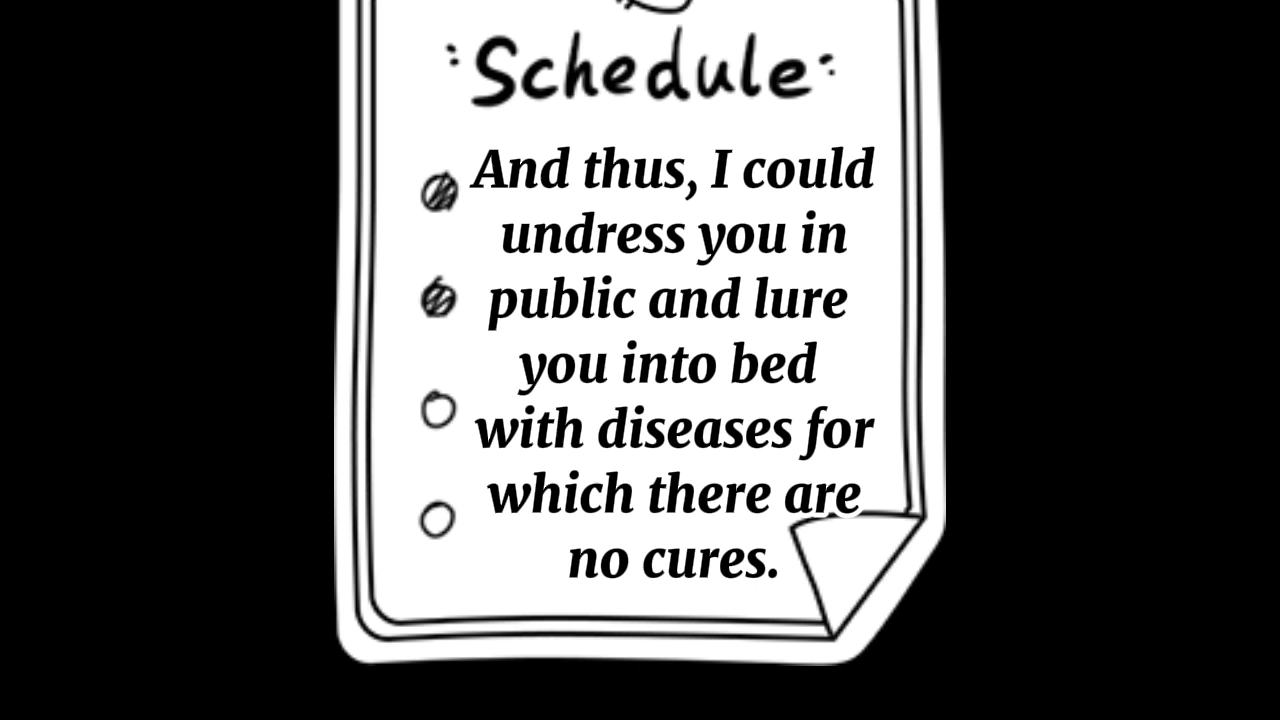 Schedule
And thus, I could
undress you in
public and lure
you into bed
with diseases for
which there are
no cures.